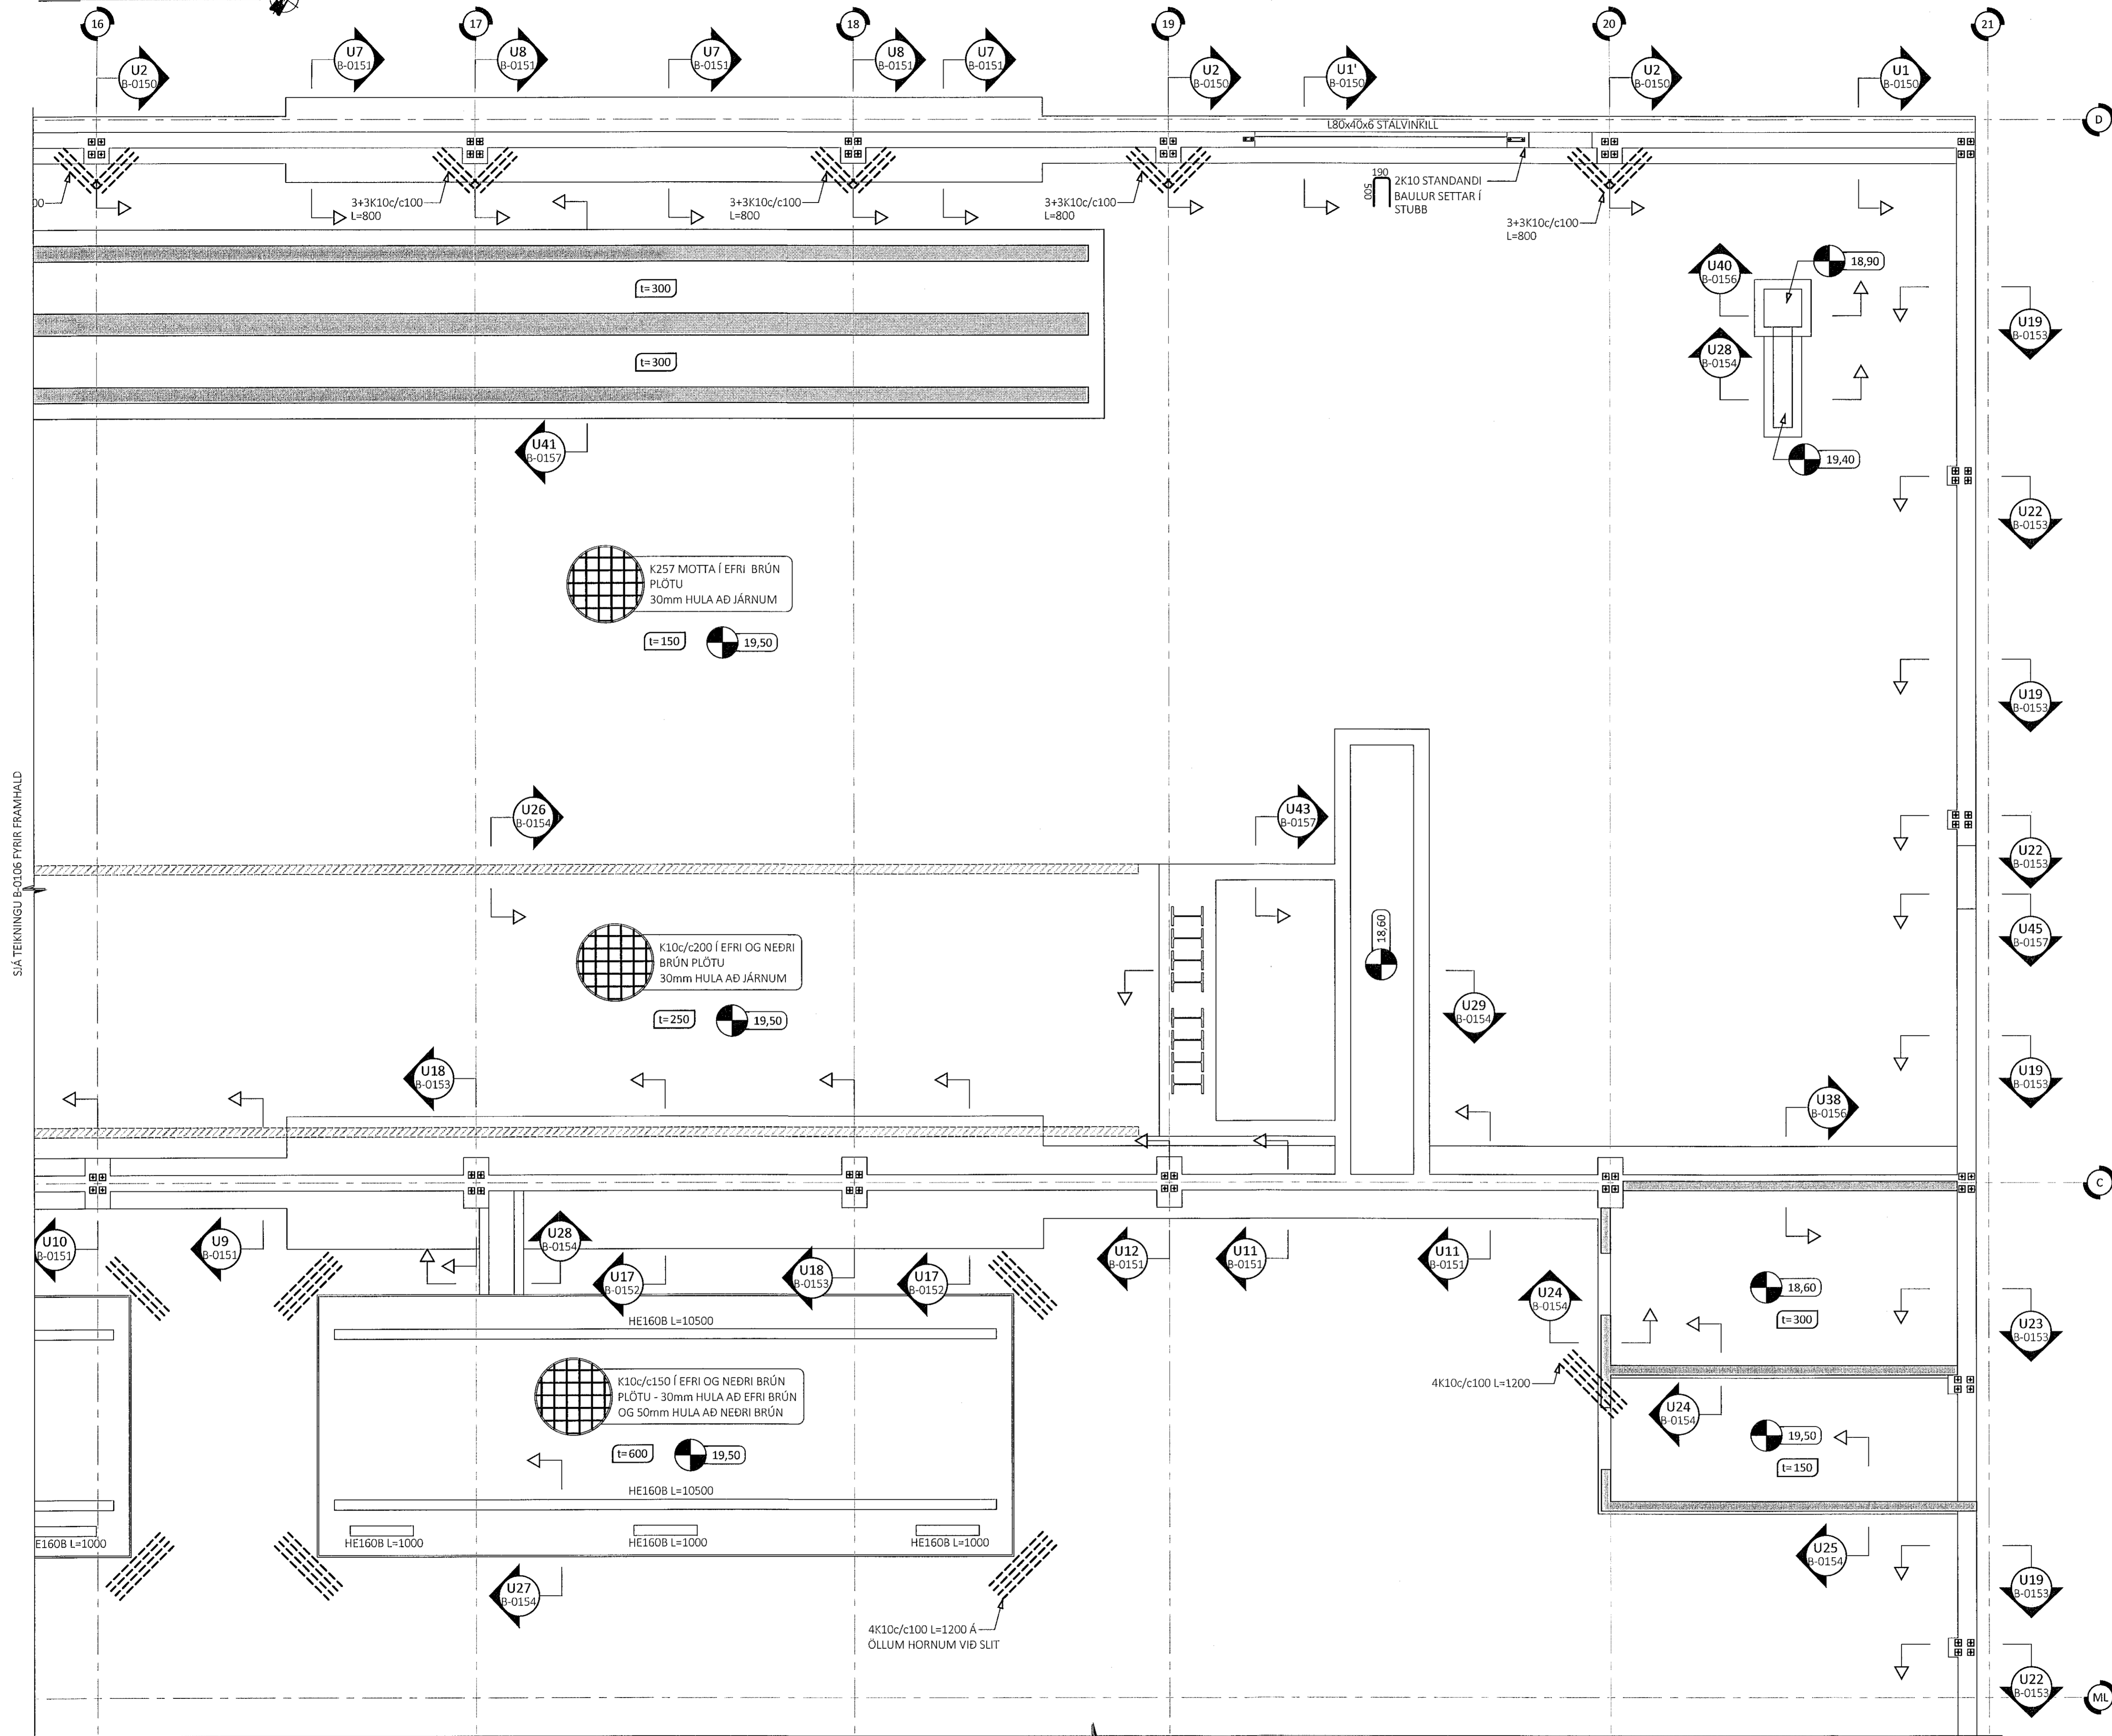 16
17
18
19
20
21
U2
B-0150
U7
B-0151
U8
B-0151
U7
B-0151
U8
B-0151
U7
B-0151
U2
B-0150
U1'
B-0150
U2
B-0150
U1
B-0150
D
L80x40x6 STÁLVINKILL
00
3+3K10c/c100
L=800
3+3K10c/c100
L=800
3+3K10c/c100
L=800
190
500
2K10 STANDANDI
BAULUR SETTAR Í
STUBB
3+3K10c/c100
L=800
t=300
t=300
U40
B-0156
18,90
U28
B-0154
19,40
U19
B-0153
U41
B-0157
U22
B-0153
K257 MOTTA Í EFRI BRÚN
PLÖTU
30mm HULA AÐ JÁRNUM
t=150
19,50
U19
B-0153
SJÁ TEIKNINGU B-0106 FYRIR FRAMHALD
U26
B-0154
U43
B-0157
U22
B-0153
K10c/c200 Í EFRI OG NEÐRI
BRÚN PLÖTU
30mm HULA AÐ JÁRNUM
t=250
19,50
18,60
U45
B-0157
U29
B-0154
U18
B-0153
U19
B-0153
U38
B-0156
C
U10
B-0151
U9
B-0151
U28
B-0154
U17
B-0152
U18
B-0153
U17
B-0152
U12
B-0151
U11
B-0151
U11
B-0151
U24
B-0154
18,60
t=300
U23
B-0153
HE160B L=10500
K10c/c150 Í EFRI OG NEÐRI BRÚN
PLÖTU - 30mm HULA AÐ EFRI BRÚN
OG 50mm HULA AÐ NEÐRI BRÚN
t=600
19,50
4K10c/c100 L=1200
U24
B-0154
19,50
t=150
HE160B L=10500
E160B L=1000
HE160B L=1000
HE160B L=1000
HE160B L=1000
U25
B-0154
U27
B-0154
U19
B-0153
4K10c/c100 L=1200 Á
ÖLLUM HORNUM VIÐ SLIT
U22
B-0153
ML